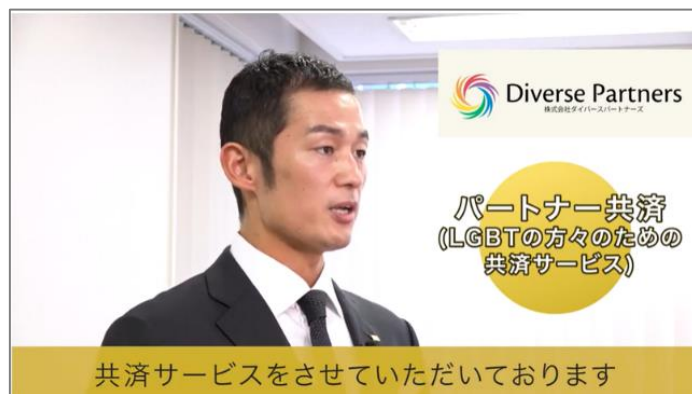 Diverse Partners
株式会社ダイバースパートナーズ
パートナー共済
(LGBTの方々のための
共済サービス)
共済サービスをさせていただいております